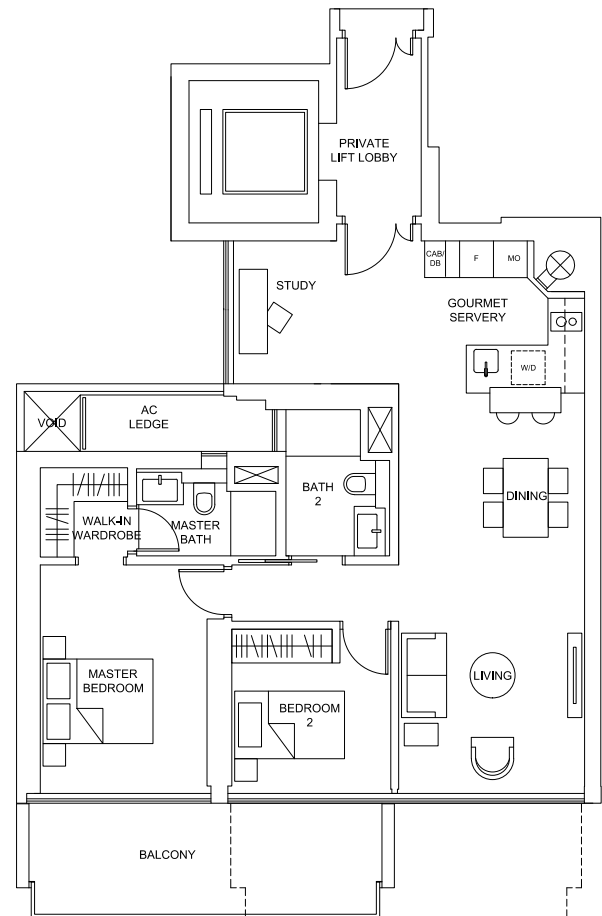 PRIVATE
LIFT LOBBY
CAB/
DB
F
MO
STUDY
GOURMET
SERVERY
W/D
VOID
AC
LEDGE
BATH
2
DINING
WALK-IN
WARDROBE
MASTER
BATH
MASTER
BEDROOM
BEDROOM
2
LIVING
BALCONY